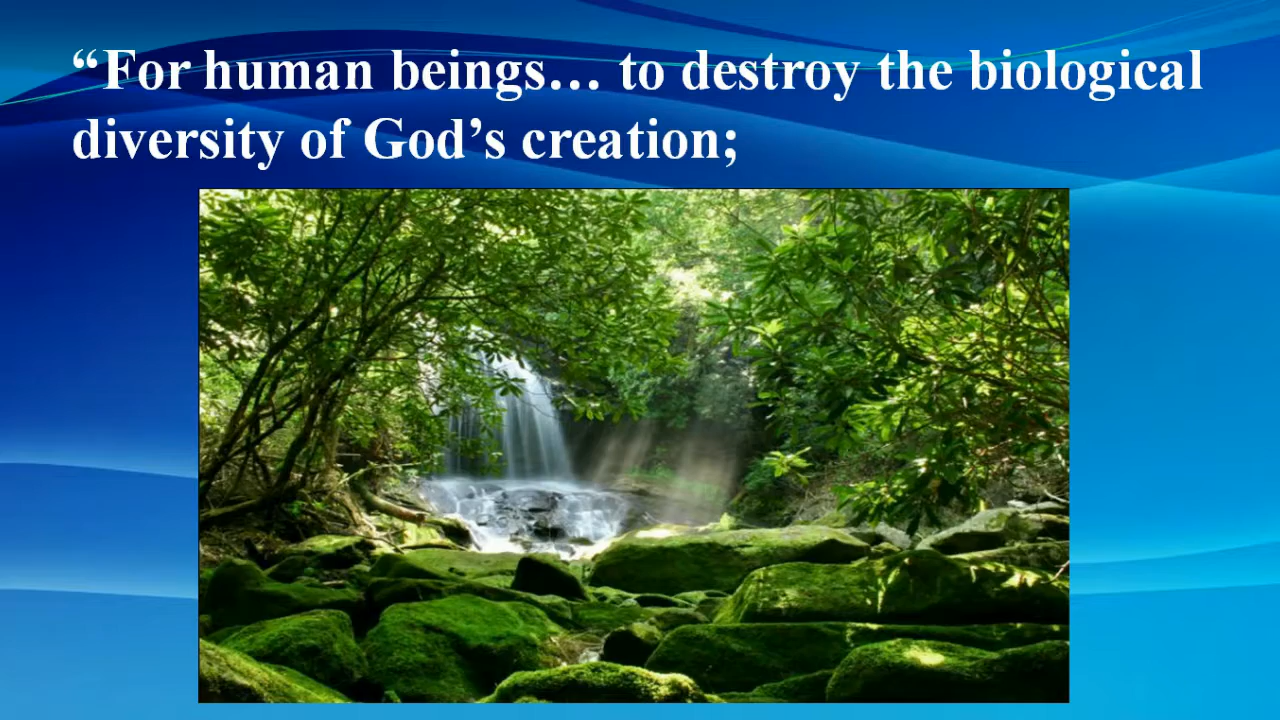 “For human beings… to destroy the biological
diversity of God’s creation;